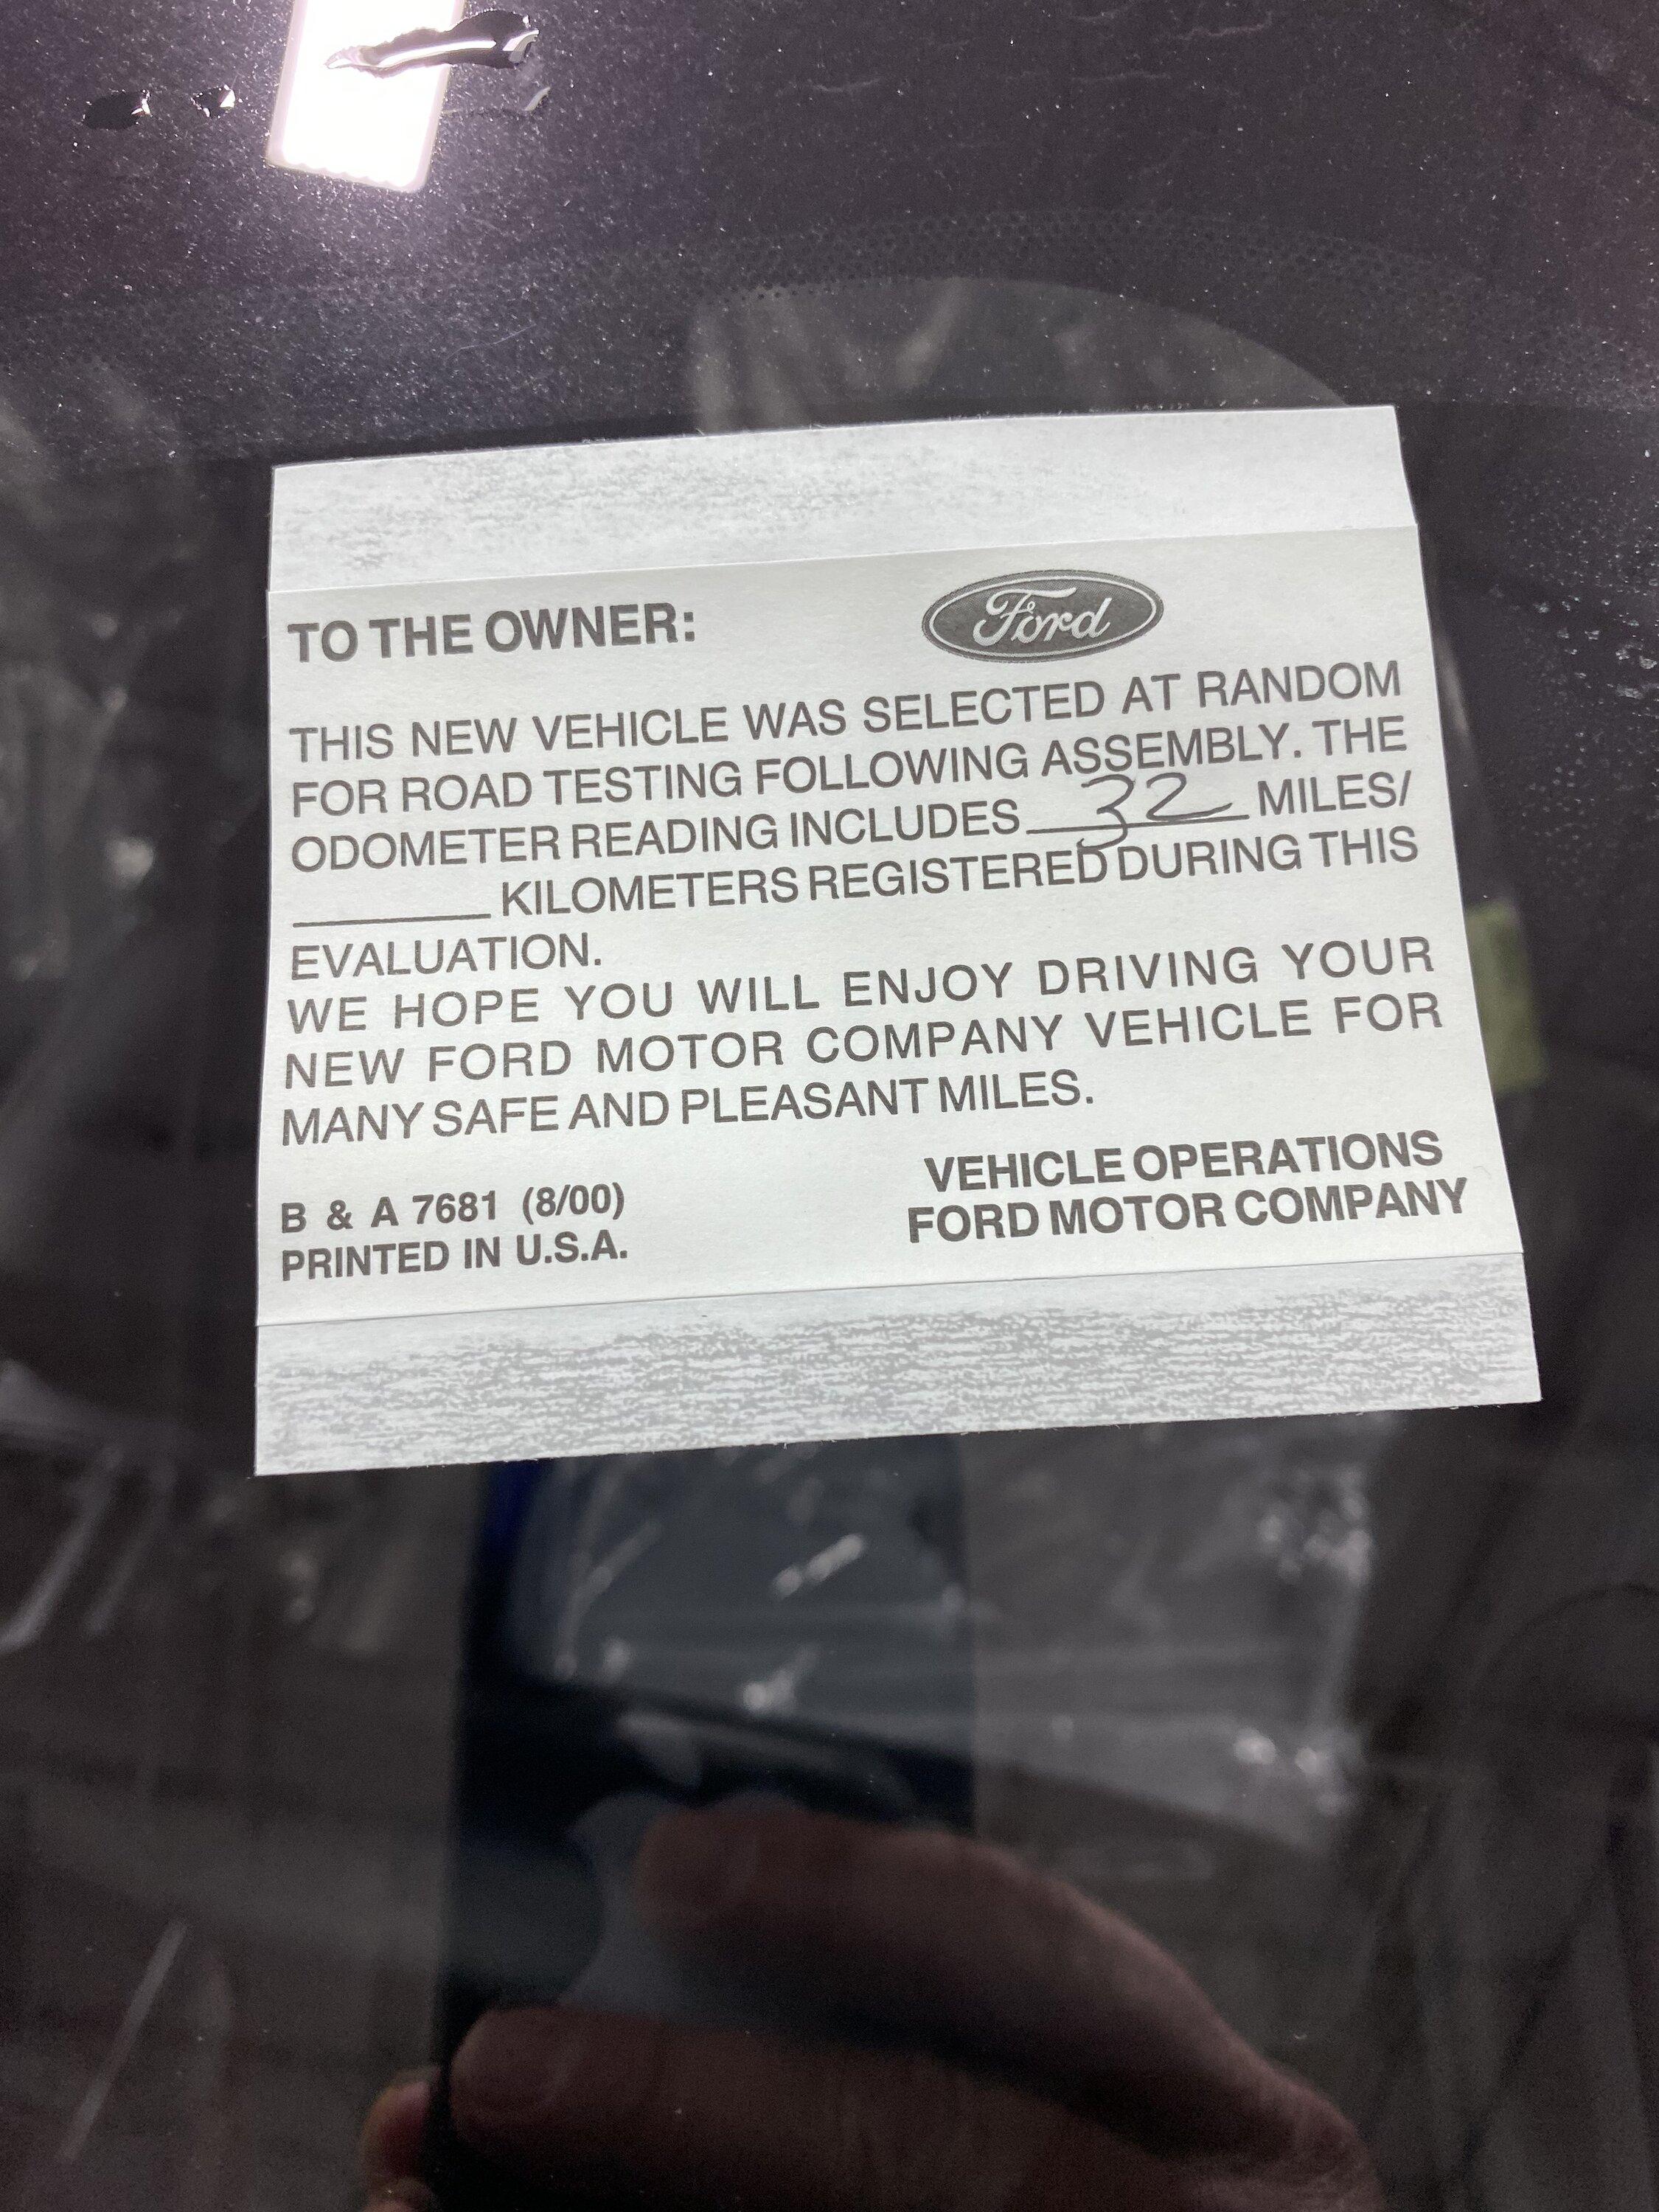 TO THE OWNER:
Ford
THIS NEW VEHICLE WAS SELECTED AT RANDOM
FOR ROAD TESTING FOLLOWING ASSEMBLY. THE
ODOMETER READING INCLUDES 32 MILES/
_______ KILOMETERS REGISTERED DURING THIS
EVALUATION.
WE HOPE YOU WILL ENJOY DRIVING YOUR
NEW FORD MOTOR COMPANY VEHICLE FOR
MANY SAFE AND PLEASANT MILES.
VEHICLE OPERATIONS
FORD MOTOR COMPANY
B & A 7681 (8/00)
PRINTED IN U.S.A.